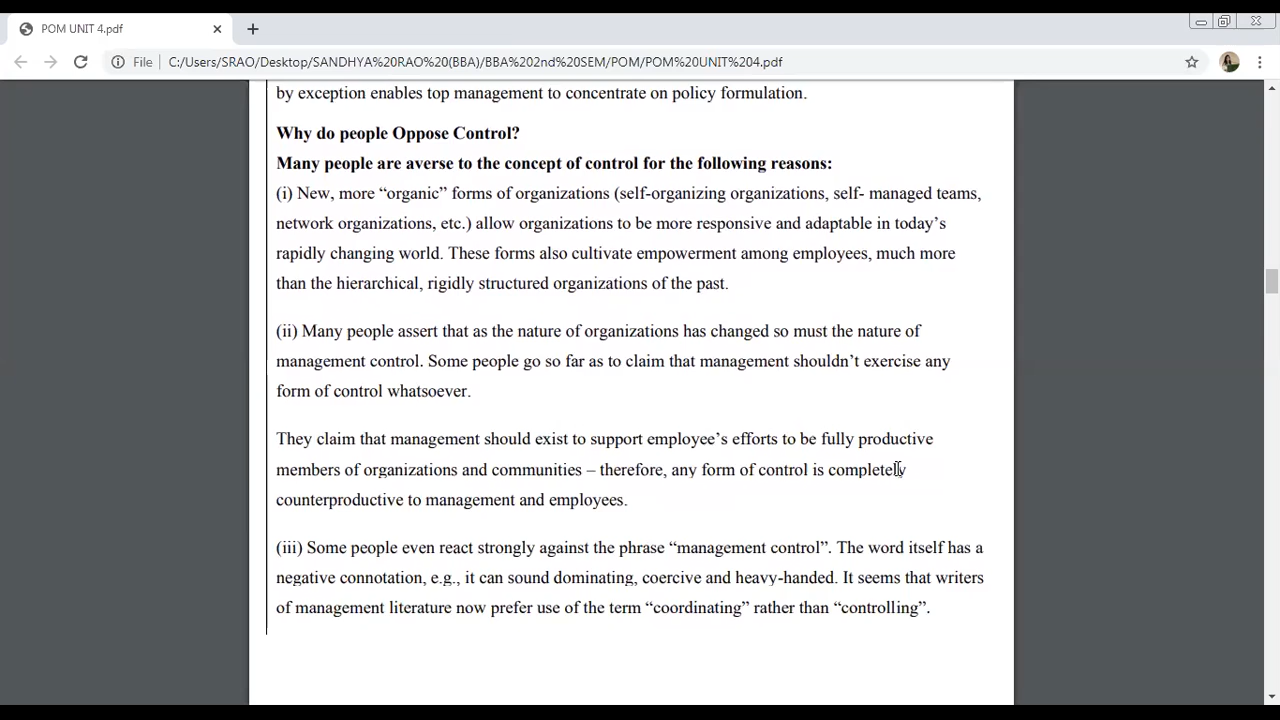 POM UNIT 4.pdf
File
C:/Users/SRAO/Desktop/SANDHYA%20RAO%20(BBA)/BBA%202nd%20SEM/POM/POM%20UNIT%204.pdf
by exception enables top management to concentrate on policy formulation.
Why do people Oppose Control?
Many people are averse to the concept of control for the following reasons:
(i) New, more “organic” forms of organizations (self-organizing organizations, self- managed teams,
network organizations, etc.) allow organizations to be more responsive and adaptable in today’s
rapidly changing world. These forms also cultivate empowerment among employees, much more
than the hierarchical, rigidly structured organizations of the past.
(ii) Many people assert that as the nature of organizations has changed so must the nature of
management control. Some people go so far as to claim that management shouldn’t exercise any
form of control whatsoever.
They claim that management should exist to support employee’s efforts to be fully productive
members of organizations and communities – therefore, any form of control is completely
counterproductive to management and employees.
(iii) Some people even react strongly against the phrase “management control”. The word itself has a
negative connotation, e.g., it can sound dominating, coercive and heavy-handed. It seems that writers
of management literature now prefer use of the term “coordinating” rather than “controlling”.